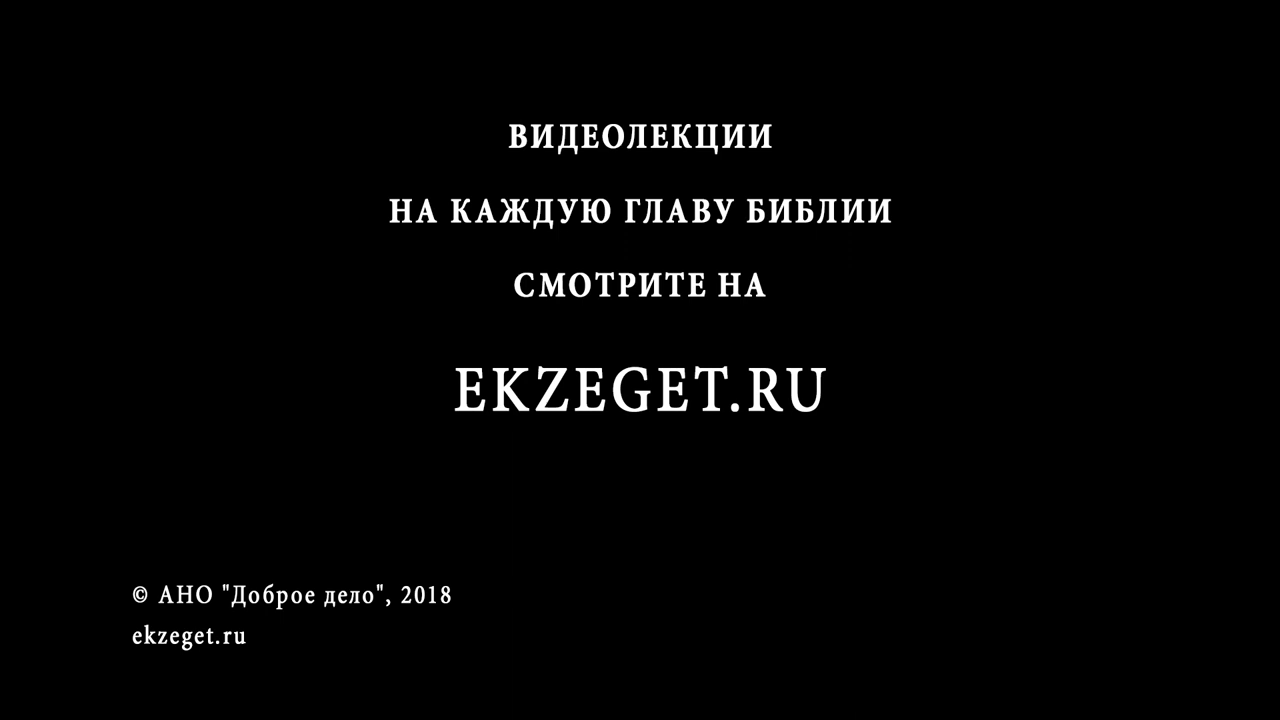 ВИДЕОЛЕКЦИИ
НА КАЖДУЮ ГЛАВУ БИБЛИИ
СМОТРИТЕ НА
EKZEGET.RU
© АНО "Доброе дело", 2018
ekzeget.ru